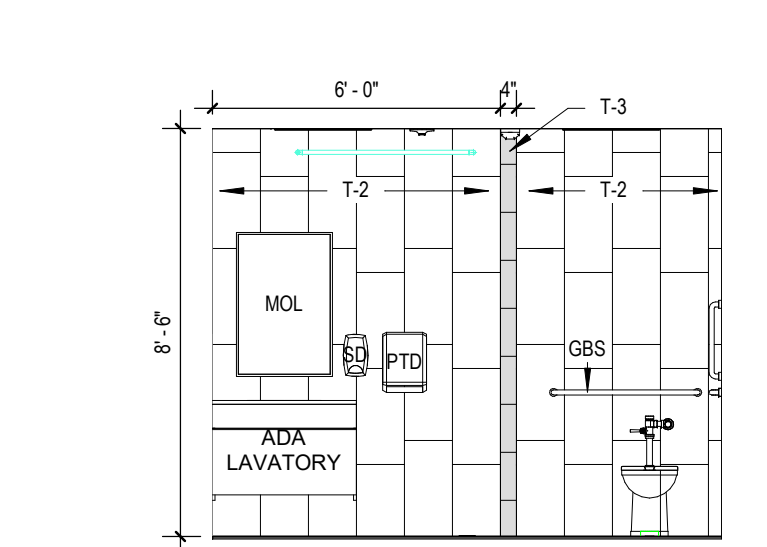 6' - 0"
4"
T-3
T-2
T-2
MOL
8' - 6"
SD
PTD
GBS
ADA
LAVATORY